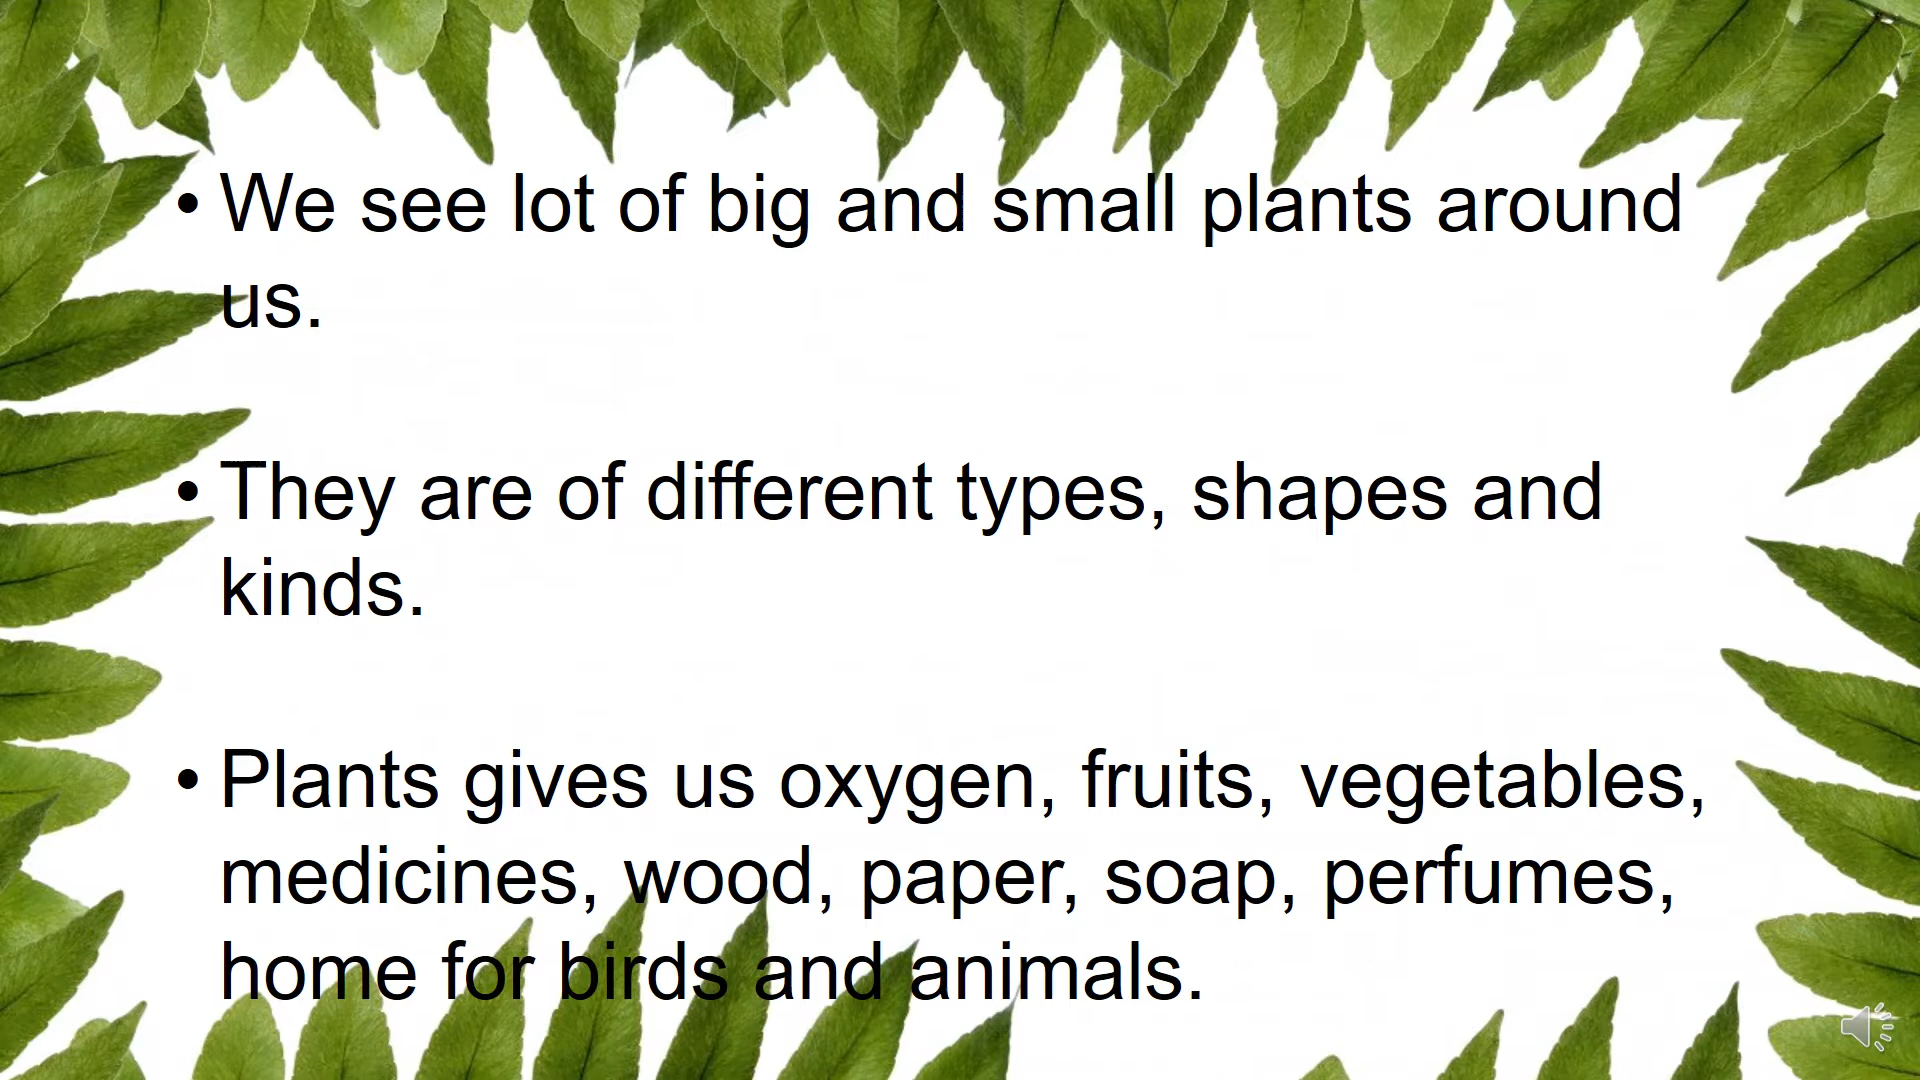 • We see lot of big and small plants around
us.
• They are of different types, shapes and
kinds.
• Plants gives us oxygen, fruits, vegetables,
medicines, wood, paper, soap, perfumes,
home for birds and animals.